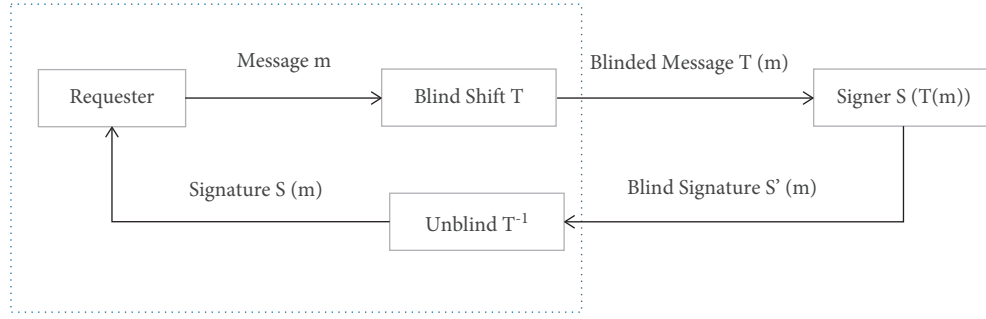 Message m
Blinded Message T (m)
Requester
Blind Shift T
Signer S (T(m))
Signature S (m)
Blind Signature S’ (m)
Unblind T⁻¹